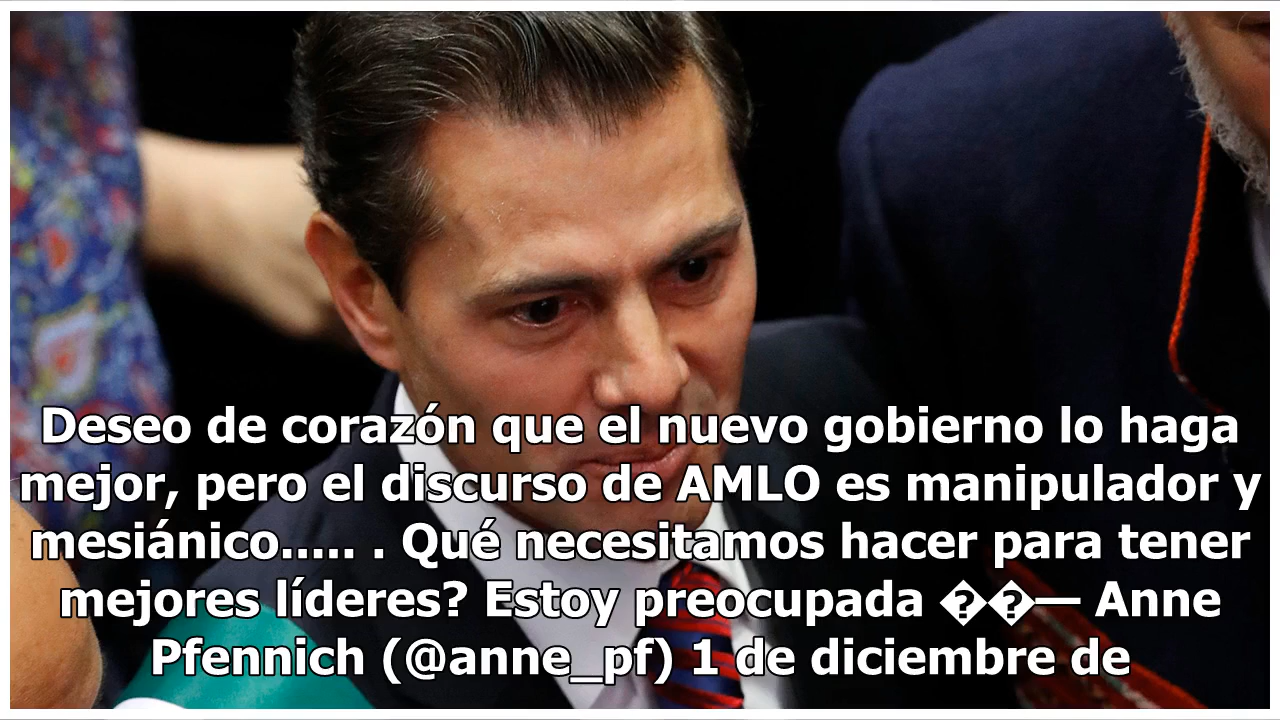 Deseo de corazón que el nuevo gobierno lo haga
mejor, pero el discurso de AMLO es manipulador y
mesiánico..... . Qué necesitamos hacer para tener
mejores líderes? Estoy preocupada ��— Anne
Pfennich (@anne_pf) 1 de diciembre de